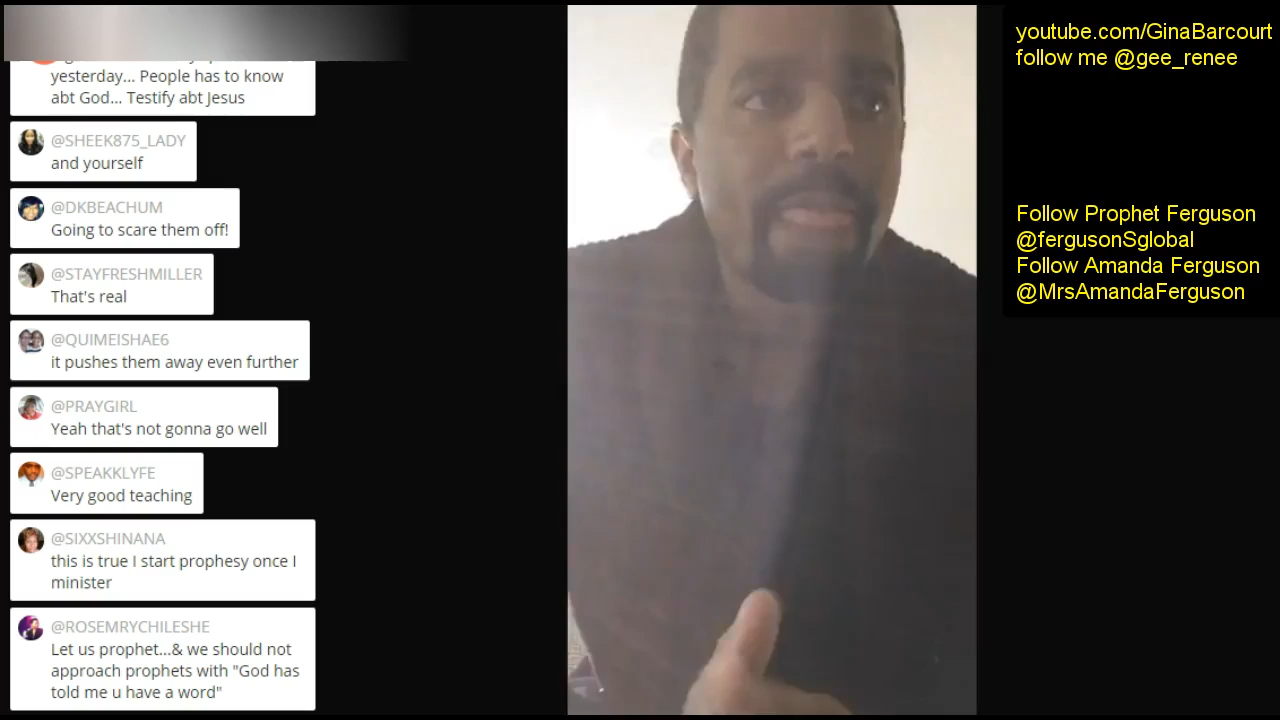 yesterday... People has to know
abt God... Testify abt Jesus
@SHEEK875_LADY
and yourself
@DKBEACHUM
Going to scare them off!
@STAYFRESHMILLER
That's real
@QUIMEISHAE6
it pushes them away even further
@PRAYGIRL
Yeah that's not gonna go well
@SPEAKKLYFE
Very good teaching
@SIXXSHINANA
this is true I start prophesy once I
minister
@ROSEMRYCHILESHE
Let us prophet...& we should not
approach prophets with "God has
told me u have a word"
youtube.com/GinaBarcourt
follow me @gee_renee
Follow Prophet Ferguson
@fergusonSglobal
Follow Amanda Ferguson
@MrsAmandaFerguson